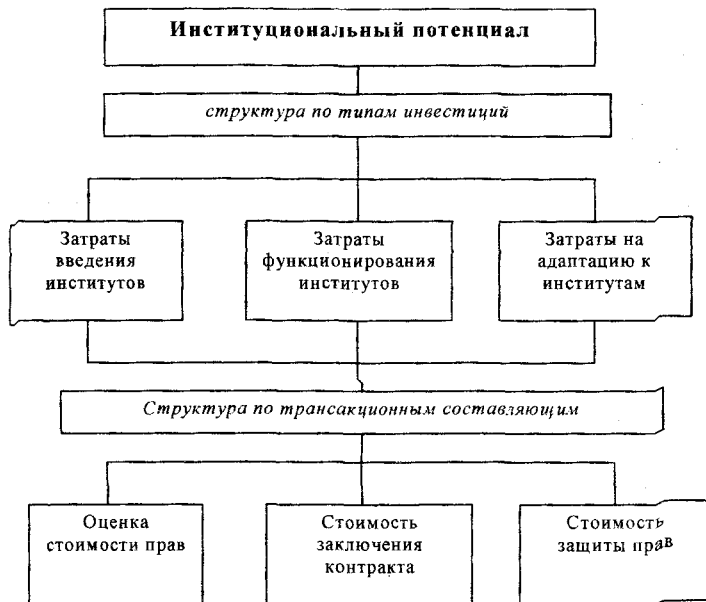 Институциональный потенциал
структура по типам инвестиций
Затраты
введения
институтов
Затраты
функционирования
институтов
Затраты на
адаптацию к
институтам
Структура по трансакционным составляющим
Оценка
стоимости прав
Стоимость
заключения
контракта
Стоимость
защиты прав